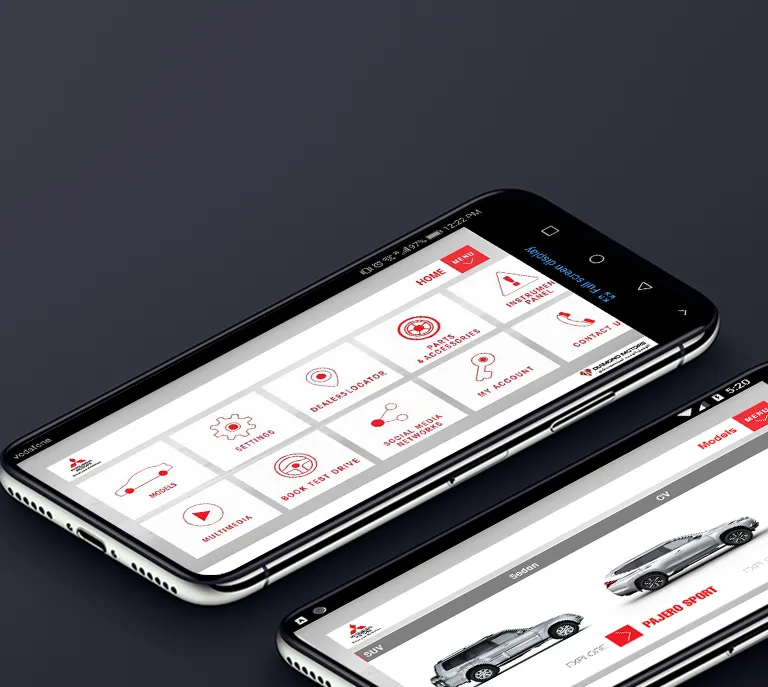 vodafone
97% 12:22 PM
Full screen display
HOME
MENU
MODELS
SETTINGS
DEALERS LOCATOR
PARTS
& ACCESSORIES
INSTRUMEN
PANEL
MULTIMEDIA
BOOK TEST DRIVE
SOCIAL MEDIA
NETWORKS
MY ACCOUNT
CONTACT U
DIAMOND MOTORS
5:20
Models
MENU
SUV
Sedan
CV
EXPLORE
PAJERO SPORT